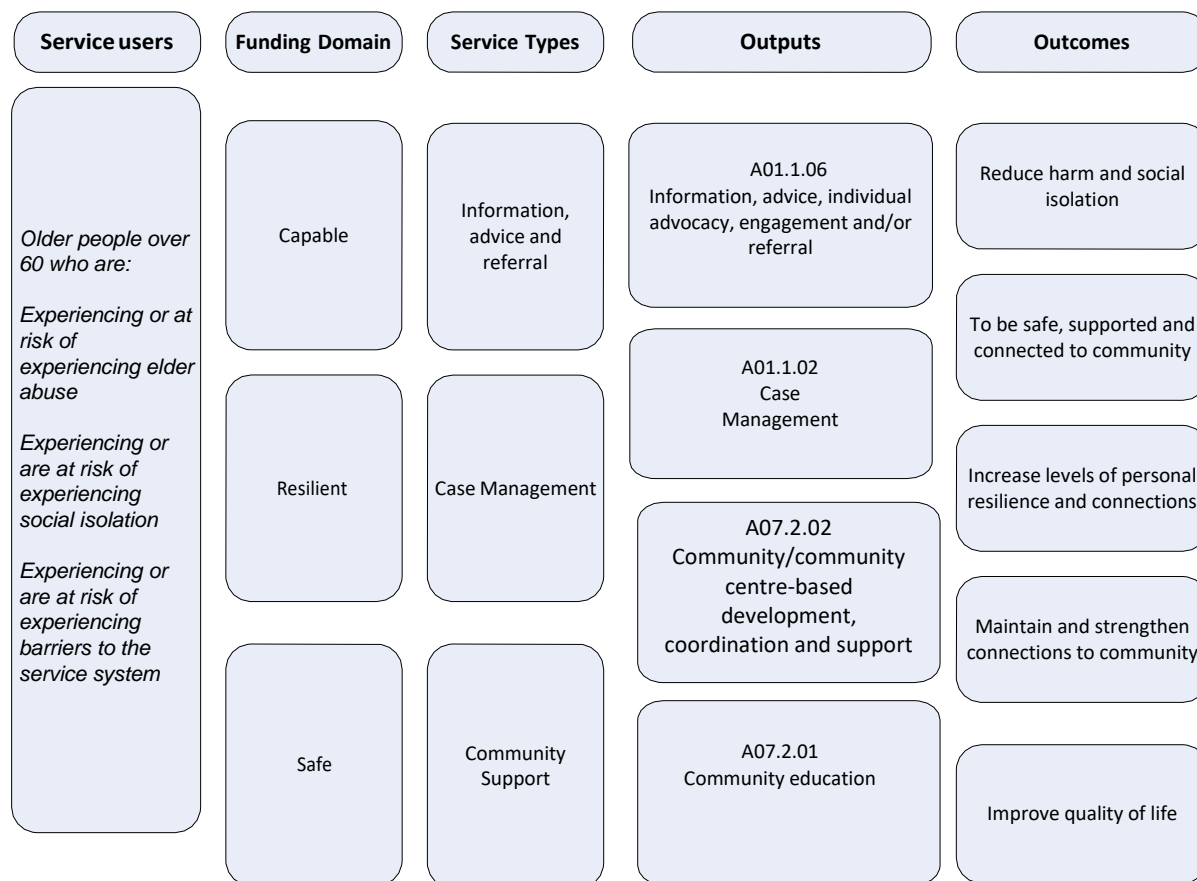 Service users
Funding Domain
Service Types
Outputs
Outcomes
Older people over
60 who are:
Experiencing or at
risk of
experiencing elder
abuse
Experiencing or
are at risk of
experiencing
social isolation
Experiencing or
are at risk of
experiencing
barriers to the
service system
Capable
Resilient
Safe
Information,
advice and
referral
Case Management
Community
Support
A01.1.06
Information, advice, individual
advocacy, engagement and/or
referral
A01.1.02
Case
Management
A07.2.02
Community/community
centre-based
development,
coordination and support
A07.2.01
Community education
Reduce harm and social
isolation
To be safe, supported and
connected to community
Increase levels of personal
resilience and connections
Maintain and strengthen
connections to community
Improve quality of life